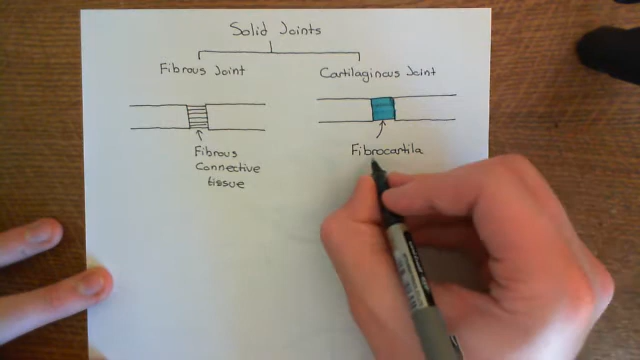 Solid Joints
Fibrous Joint
Cartilaginous Joint
Fibrous
Connective
tissue
Fibrocartila